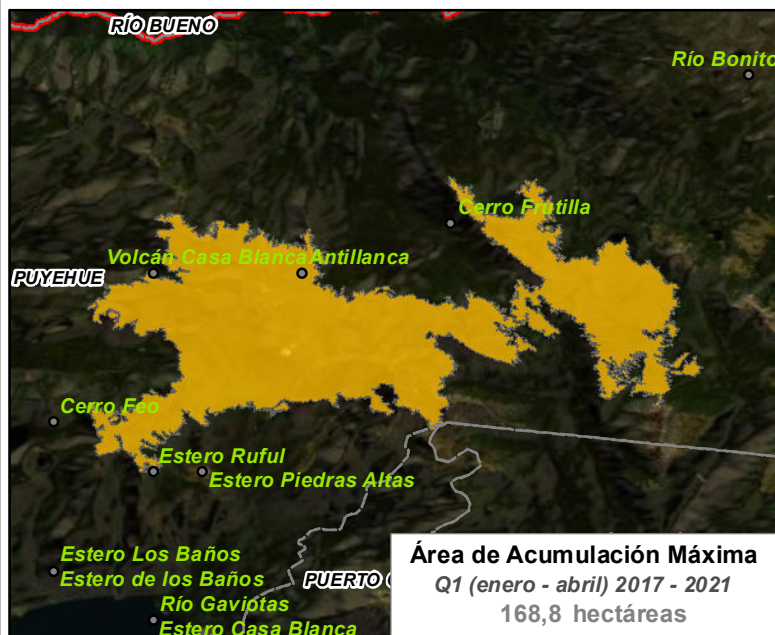 RÍO BUENO
Río Bonito
Cerro Frutilla
Volcán Casa Blanca
Antillanca
PUYEHUE
Cerro Feo
Estero Ruful
Estero Piedras Altas
Estero Los Baños
Estero de los Baños
PUERTO
Río Gaviotas
Estero Casa Blanca
Área de Acumulación Máxima
Q1 (enero - abril) 2017 - 2021
168,8 hectáreas